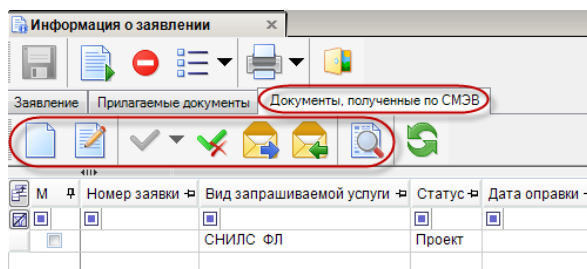 Информация о заявлении
Заявление Прилагаемые документы Документы, полученные по СМЭВ
М Номер заявки Вид запрашиваемой услуги Статус Дата оправки
СНИЛС ФЛ Проект